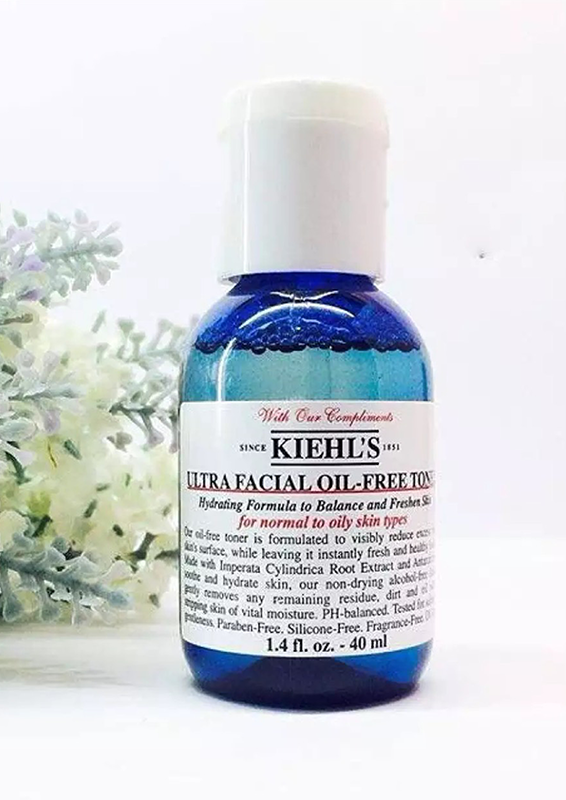 With Our Compliments
SINCE KIEHL'S 1851
ULTRA FACIAL OIL-FREE TON
Hydrating Formula to Balance and Freshen Skin
for normal to oily skin types
Our oil-free toner is formulated to visibly reduce excess
skin's surface, while leaving it instantly fresh and healthy
Made with Imperata Cylindrica Root Extract and
soothe and hydrate skin, our non-drying alcohol-free
gently removes any remaining residue, dirt and
stripping skin of vital moisture. PH-balanced. Tested for
gentleness. Paraben-Free. Silicone-Free. Fragrance-Free.
1.4 fl. oz. - 40 ml